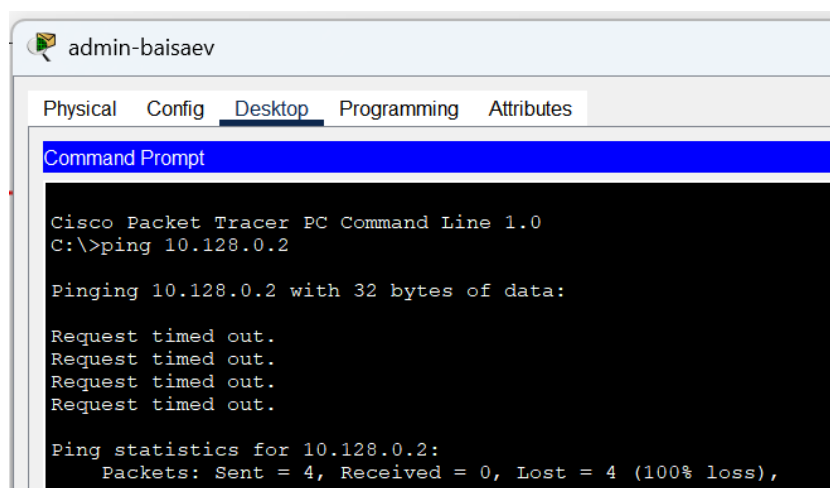 admin-baisaev
Physical Config Desktop Programming Attributes
Command Prompt
Cisco Packet Tracer PC Command Line 1.0
C:\>ping 10.128.0.2
Pinging 10.128.0.2 with 32 bytes of data:
Request timed out.
Request timed out.
Request timed out.
Request timed out.
Ping statistics for 10.128.0.2:
Packets: Sent = 4, Received = 0, Lost = 4 (100% loss),